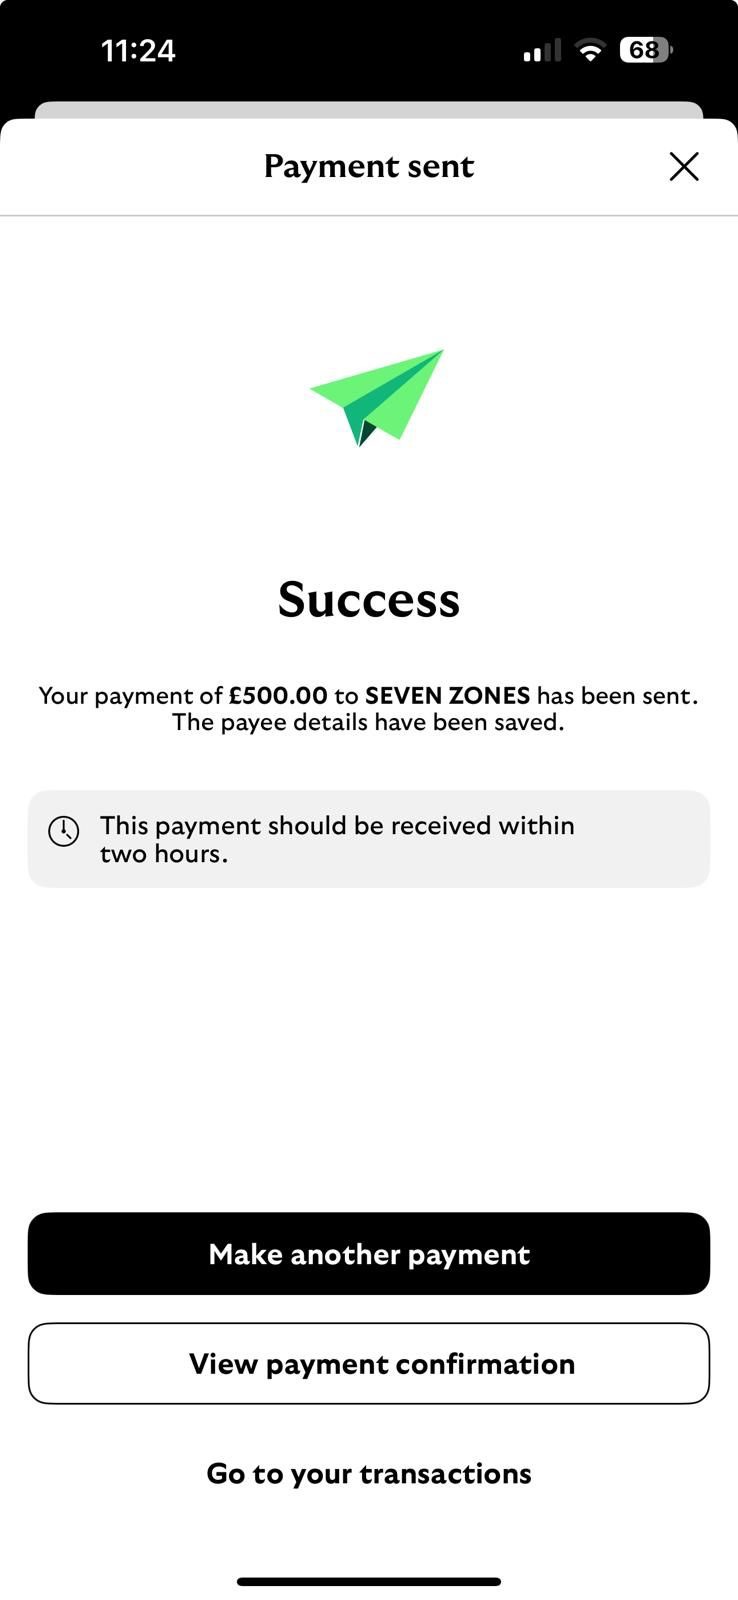 11:24
68
Payment sent
Success
Your payment of £500.00 to SEVEN ZONES has been sent.
The payee details have been saved.
This payment should be received within
two hours.
Make another payment
View payment confirmation
Go to your transactions